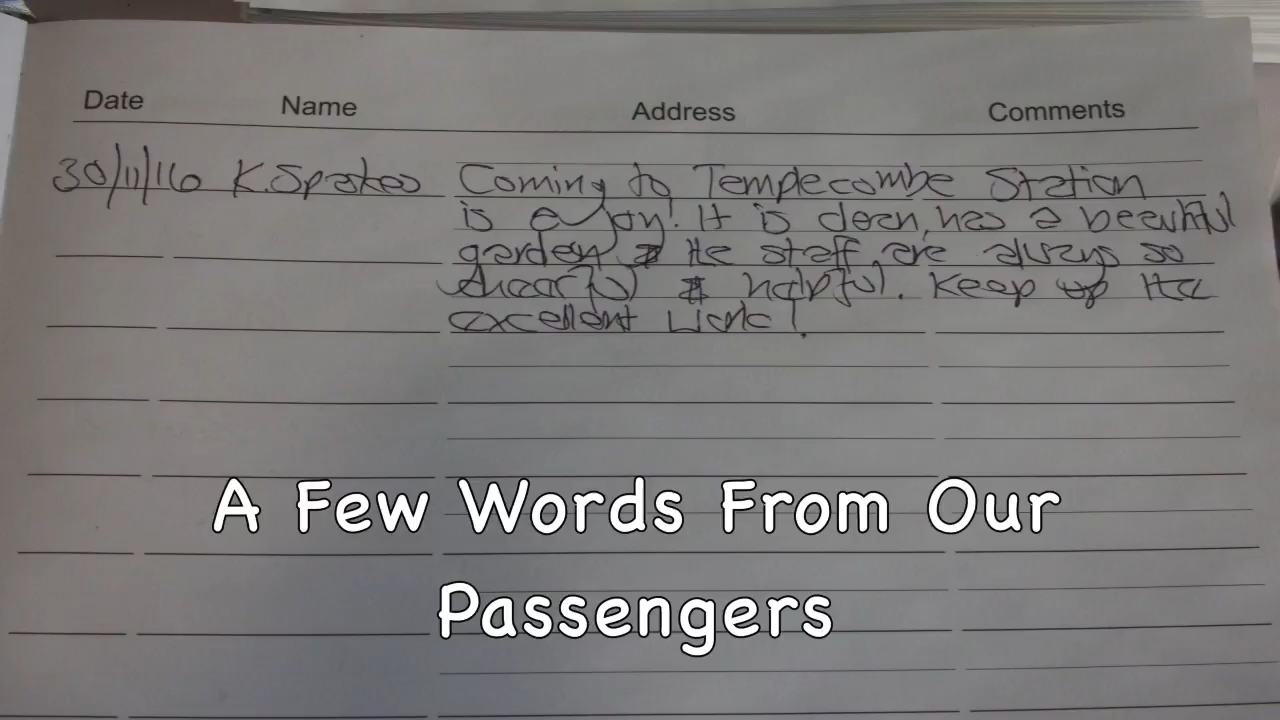 Date Name Address Comments
30/11/16 K. Spakes Coming to Templecombe Station
is a joy! It is clean, has a beautiful
garden & the staff are always so
cheerful & helpful. Keep up the
excellent work!
A Few Words From Our
Passengers